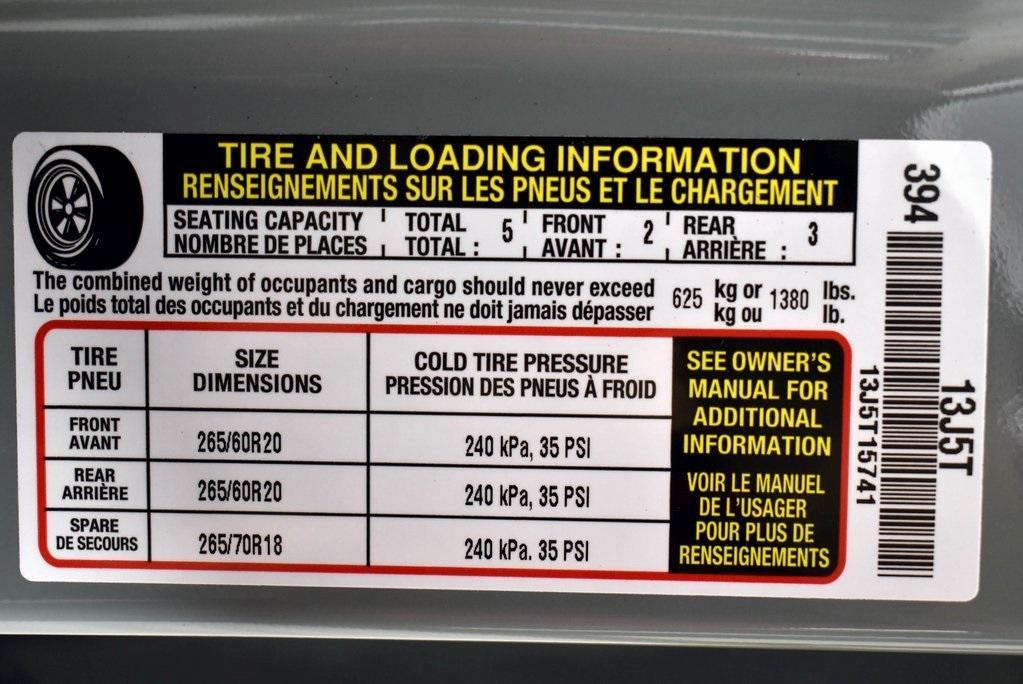 TIRE AND LOADING INFORMATION
RENSEIGNEMENTS SUR LES PNEUS ET LE CHARGEMENT
SEATING CAPACITY TOTAL 5 FRONT 2 REAR 3
NOMBRE DE PLACES TOTAL : AVANT : ARRIÈRE :
The combined weight of occupants and cargo should never exceed 625 kg or 1380 lbs.
Le poids total des occupants et du chargement ne doit jamais dépasser kg ou lb.
TIRE SIZE COLD TIRE PRESSURE
PNEU DIMENSIONS PRESSION DES PNEUS À FROID
FRONT
AVANT 265/60R20 240 kPa, 35 PSI
REAR
ARRIÈRE 265/60R20 240 kPa, 35 PSI
SPARE
DE SECOURS 265/70R18 240 kPa. 35 PSI
SEE OWNER'S
MANUAL FOR
ADDITIONAL
INFORMATION
VOIR LE MANUEL
DE L'USAGER
POUR PLUS DE
RENSEIGNEMENTS
394
13J5T15741
13J5T